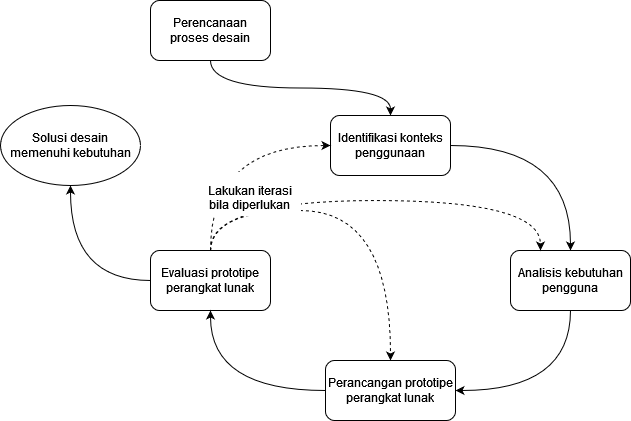 Perencanaan
proses desain
Identifikasi konteks
penggunaan
Solusi desain
memenuhi kebutuhan
Lakukan iterasi
bila diperlukan
Evaluasi prototipe
perangkat lunak
Analisis kebutuhan
pengguna
Perancangan prototipe
perangkat lunak